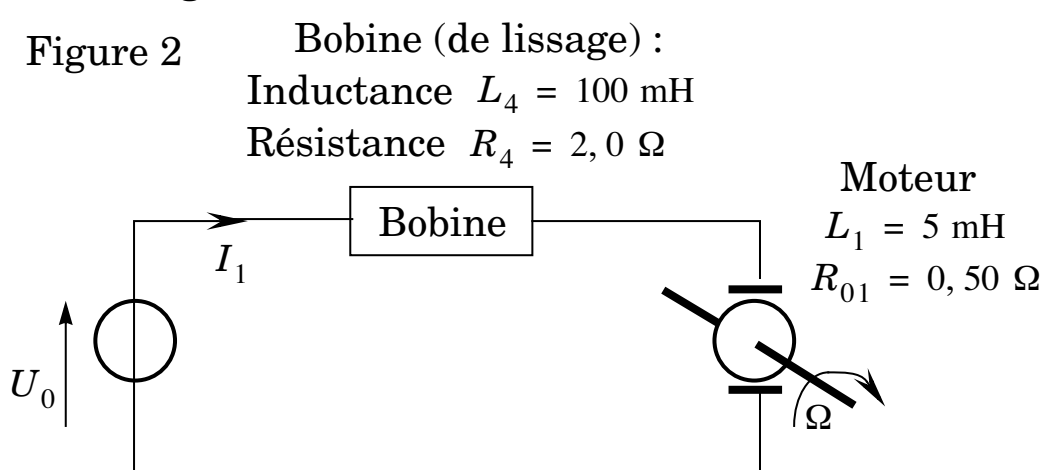 Figure 2
Bobine (de lissage) :
Inductance L₄ = 100 mH
Résistance R₄ = 2, 0 Ω
Moteur
L₁ = 5 mH
R₀₁ = 0, 50 Ω
Bobine
I₁
U₀
Ω